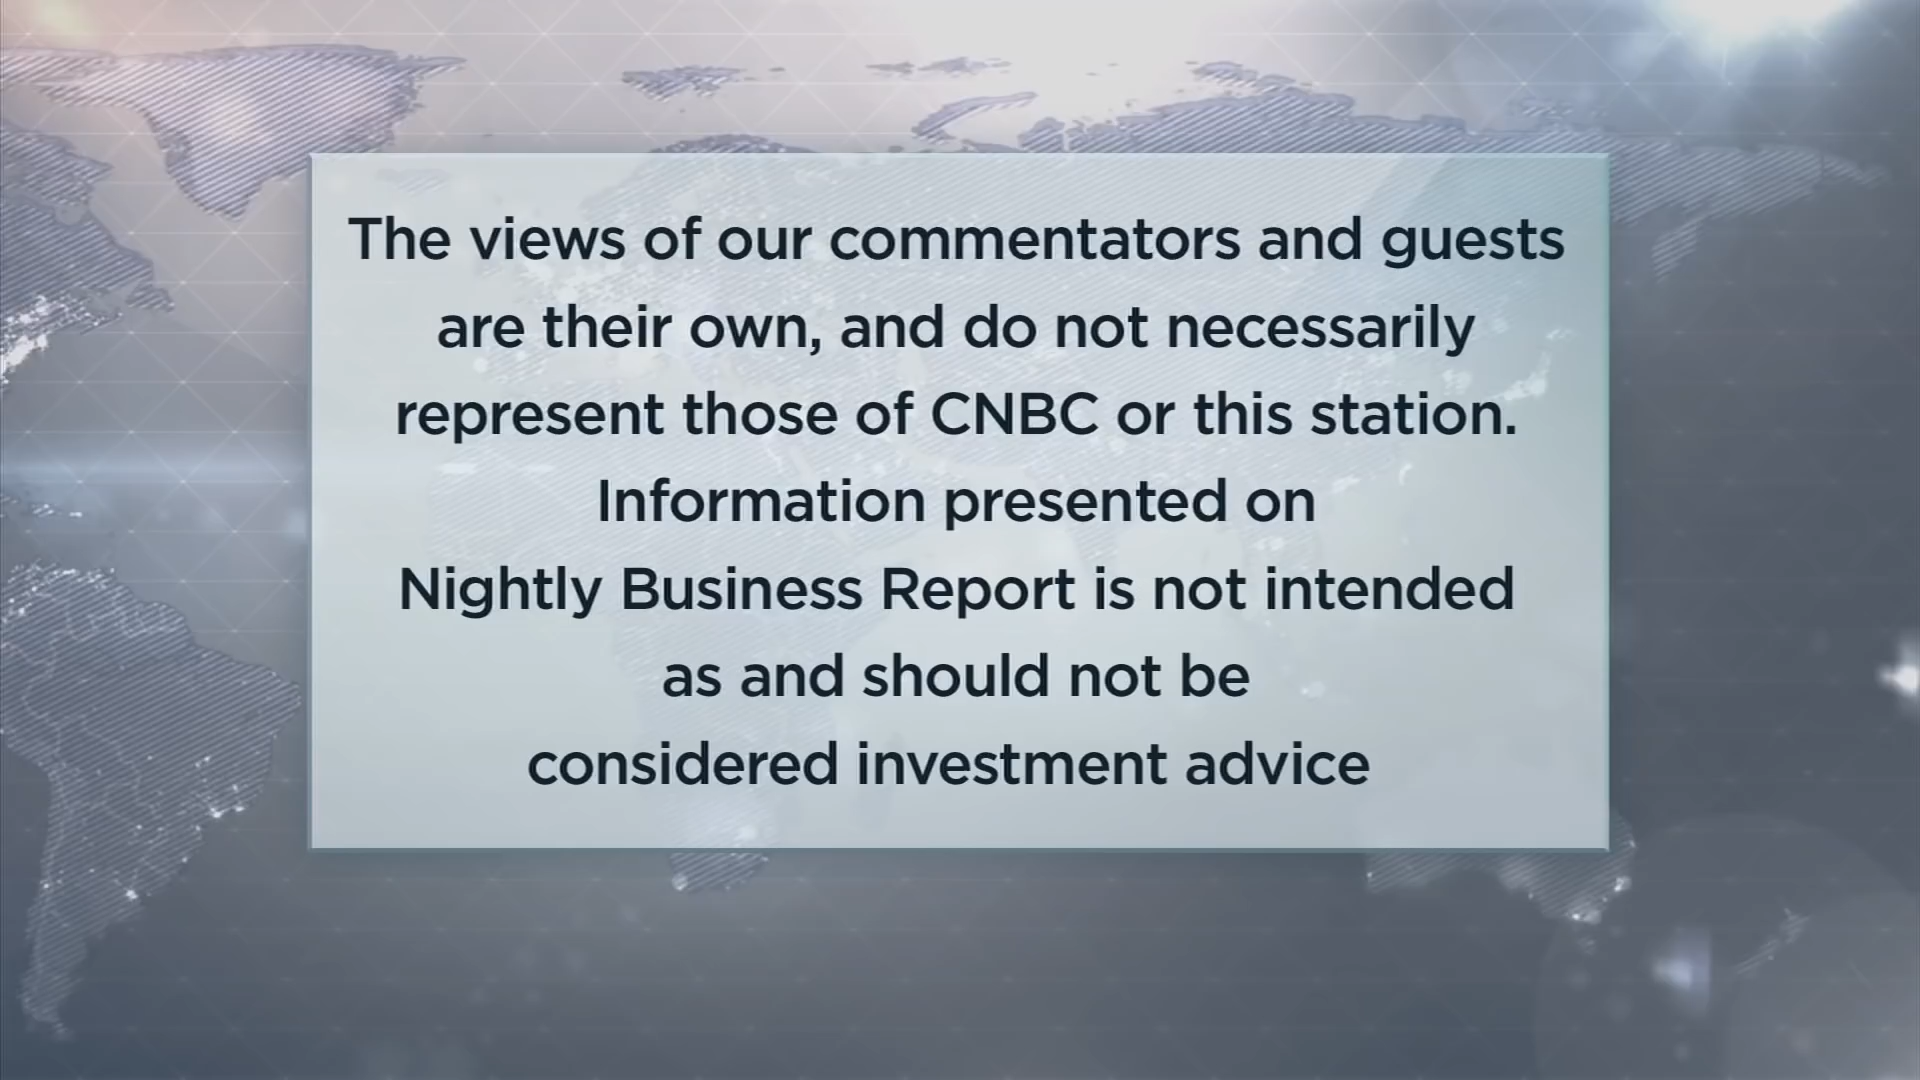 The views of our commentators and guests
are their own, and do not necessarily
represent those of CNBC or this station.
Information presented on
Nightly Business Report is not intended
as and should not be
considered investment advice